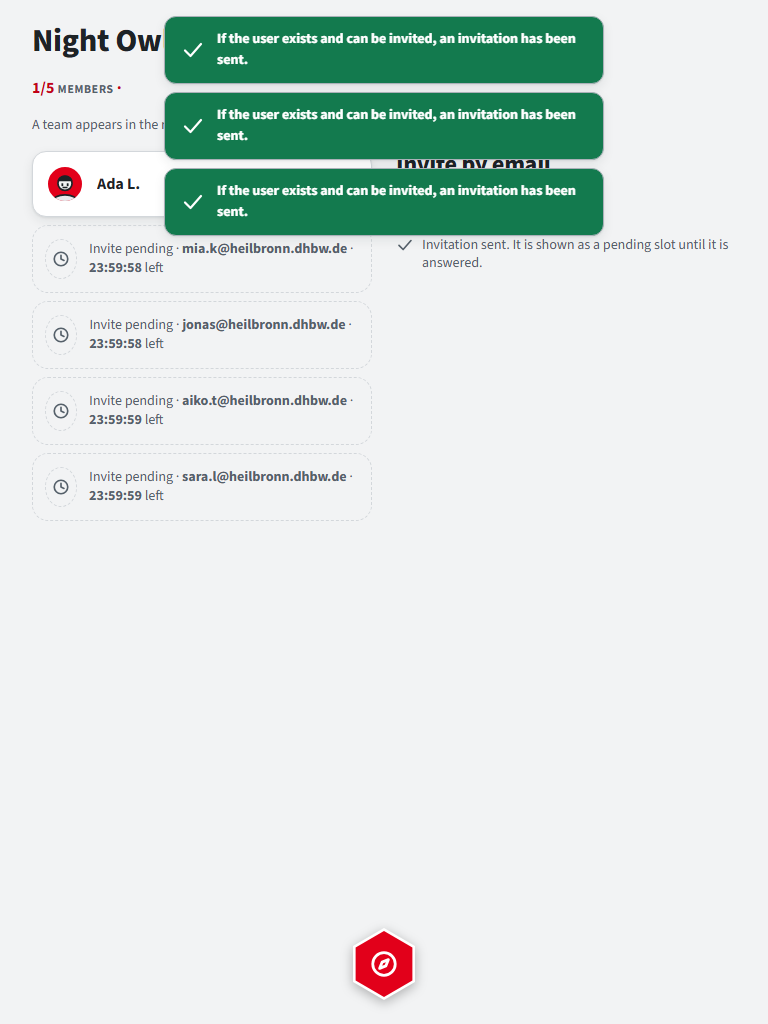 Night Ow
If the user exists and can be invited, an invitation has been
sent.
1/5 MEMBERS ·
If the user exists and can be invited, an invitation has been
sent.
A team appears in the
Invite by email
Ada L.
If the user exists and can be invited, an invitation has been
sent.
Invite pending · mia.k@heilbronn.dhbw.de ·
23:59:58 left
Invitation sent. It is shown as a pending slot until it is
answered.
Invite pending · jonas@heilbronn.dhbw.de ·
23:59:58 left
Invite pending · aiko.t@heilbronn.dhbw.de ·
23:59:59 left
Invite pending · sara.l@heilbronn.dhbw.de ·
23:59:59 left